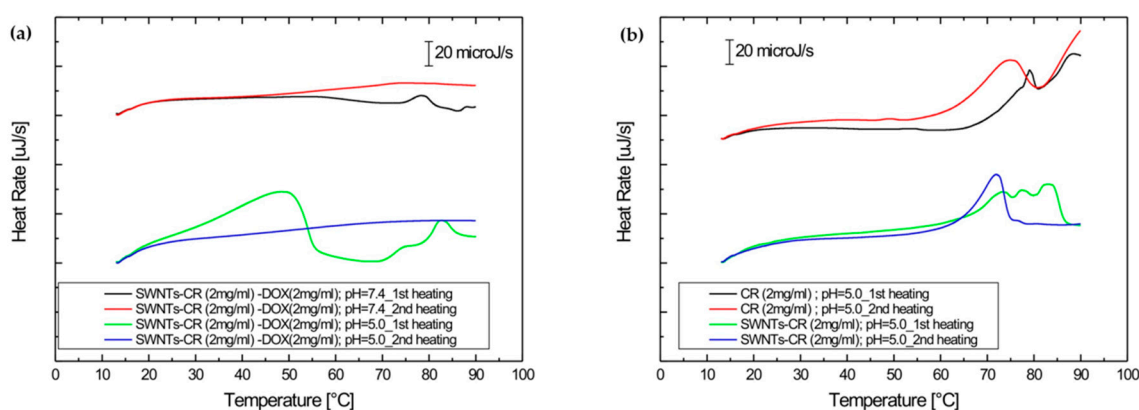 (a)
20 microJ/s
Heat Rate [uJ/s]
SWNTs-CR (2mg/ml) -DOX(2mg/ml); pH=7.4_1st heating
SWNTs-CR (2mg/ml) -DOX(2mg/ml); pH=7.4_2nd heating
SWNTs-CR (2mg/ml) -DOX(2mg/ml); pH=5.0_1st heating
SWNTs-CR (2mg/ml) -DOX(2mg/ml); pH=5.0_2nd heating
0 10 20 30 40 50 60 70 80 90 100
Temperature [°C]
(b)
20 microJ/s
Heat Rate [uJ/s]
CR (2mg/ml) ; pH=5.0_1st heating
CR (2mg/ml) ; pH=5.0_2nd heating
SWNTs-CR (2mg/ml); pH=5.0_1st heating
SWNTs-CR (2mg/ml); pH=5.0_2nd heating
0 10 20 30 40 50 60 70 80 90 100
Temperature [°C]